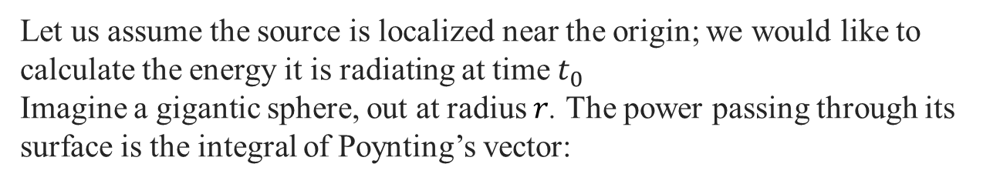 Let us assume the source is localized near the origin; we would like to
calculate the energy it is radiating at time t₀
Imagine a gigantic sphere, out at radius r. The power passing through its
surface is the integral of Poynting’s vector: